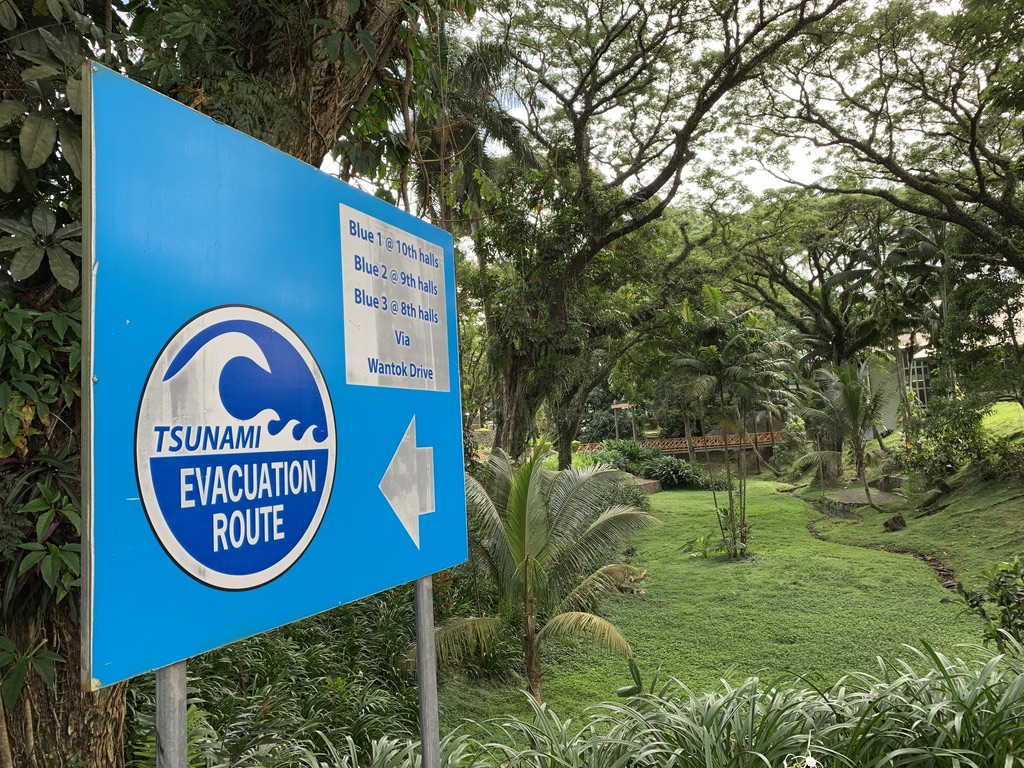 Blue 1 @ 10th halls
Blue 2 @ 9th halls
Blue 3 @ 8th halls
Via
Wantok Drive
TSUNAMI
EVACUATION
ROUTE